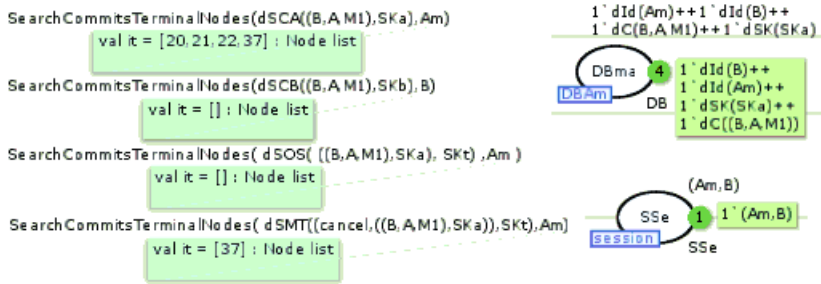 SearchCommitsTerminalNodes(dSCA((B,A,M1),SKa),Am)
val it = [20,21,22,37] : Node list
SearchCommitsTerminalNodes(dSCB((B,A,M1),SKb),B)
val it = [] : Node list
SearchCommitsTerminalNodes( dSOS( ((B,A,M1),SKa), SKt) ,Am )
val it = [] : Node list
SearchCommitsTerminalNodes( dSMT((cancel,((B,A,M1),SKa)),SKt),Am)
val it = [37] : Node list
1`dId(Am)++1`dId(B)++
1`dC(B,A,M1)++1`dSK(SKa)
DBma
4
DBAm
DB
1`dId(B)++
1`dId(Am)++
1`dSK(SKa)++
1`dC((B,A,M1))
(Am,B)
SSe
1
1`(Am,B)
session
SSe